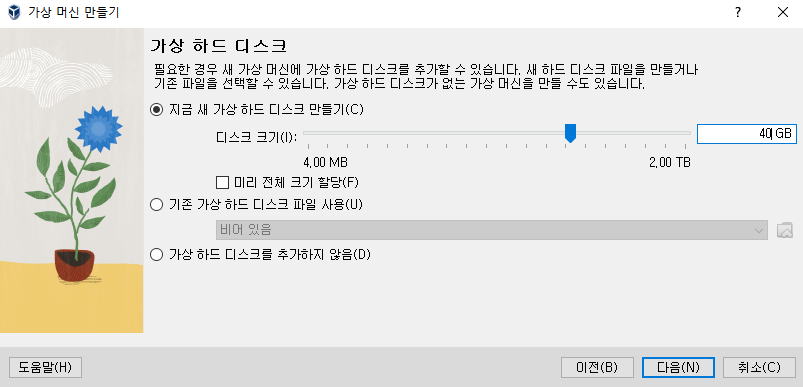 가상 머신 만들기
가상 하드 디스크
필요한 경우 새 가상 머신에 가상 하드 디스크를 추가할 수 있습니다. 새 하드 디스크 파일을 만들거나
기존 파일을 선택할 수 있습니다. 가상 하드 디스크가 없는 가상 머신을 만들 수도 있습니다.
지금 새 가상 하드 디스크 만들기(C)
디스크 크기(I):
40 GB
4,00 MB
2,00 TB
미리 전체 크기 할당(F)
기존 가상 하드 디스크 파일 사용(U)
비어 있음
가상 하드 디스크를 추가하지 않음(D)
도움말(H)
이전(B)
다음(N)
취소(C)